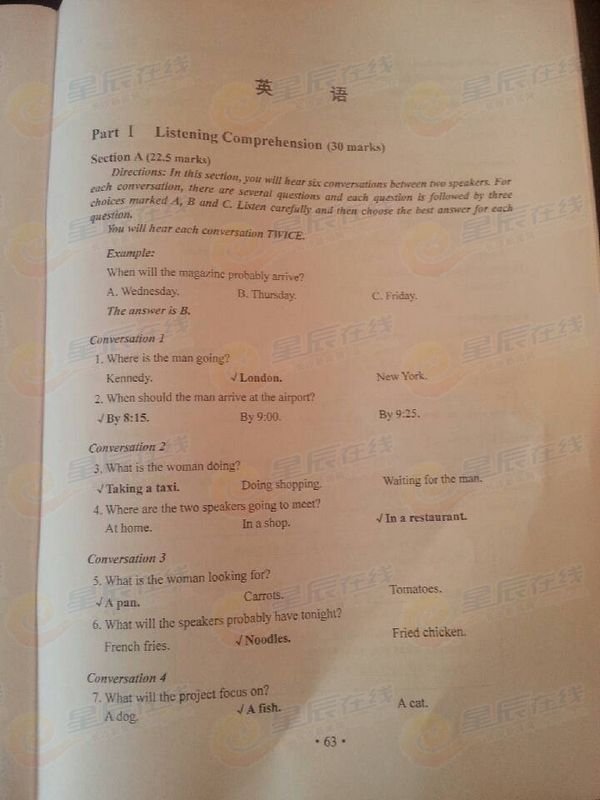 英 语
Part Ⅰ Listening Comprehension (30 marks)
Section A (22.5 marks)
Directions: In this section, you will hear six conversations between two speakers. For
each conversation, there are several questions and each question is followed by three
choices marked A, B and C. Listen carefully and then choose the best answer for each
question.
You will hear each conversation TWICE.
Example:
When will the magazine probably arrive?
A. Wednesday. B. Thursday. C. Friday.
The answer is B.
Conversation 1
1. Where is the man going?
Kennedy. √London. New York.
2. When should the man arrive at the airport?
√By 8:15. By 9:00. By 9:25.
Conversation 2
3. What is the woman doing?
√Taking a taxi. Doing shopping. Waiting for the man.
4. Where are the two speakers going to meet?
At home. In a shop. √In a restaurant.
Conversation 3
5. What is the woman looking for?
√A pan. Carrots. Tomatoes.
6. What will the speakers probably have tonight?
French fries. √Noodles. Fried chicken.
Conversation 4
7. What will the project focus on?
A dog. √A fish. A cat.
·63·
星辰在线